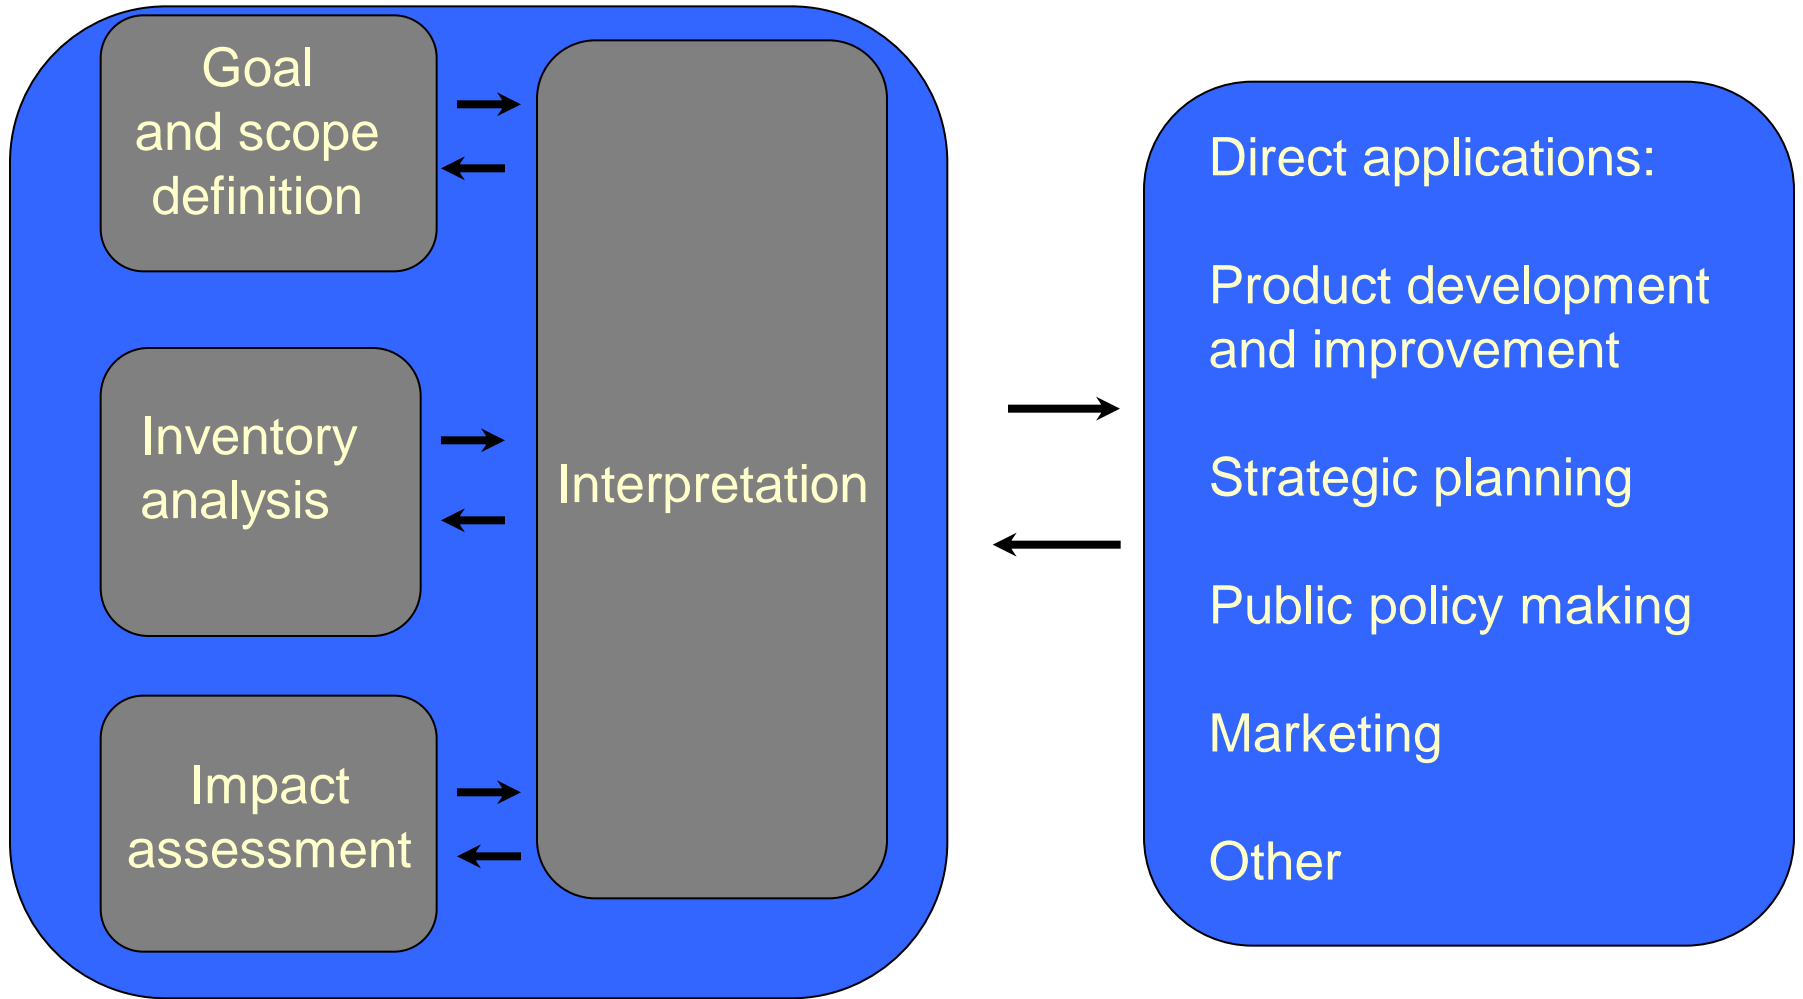 Goal
and scope
definition
Inventory
analysis
Impact
assessment
Interpretation
Direct applications:
Product development
and improvement
Strategic planning
Public policy making
Marketing
Other